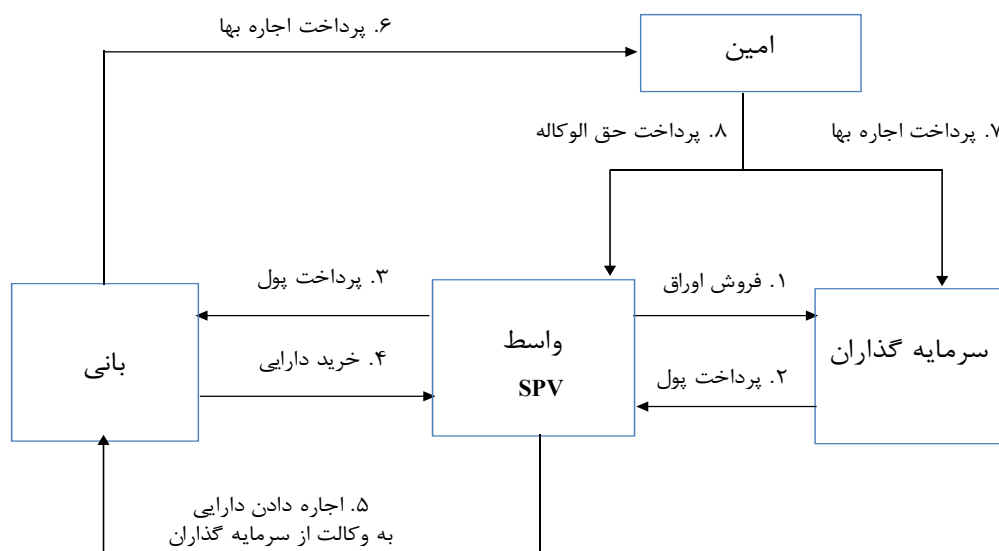 ۶. پرداخت اجاره بها
امین
۸. پرداخت حق الوکاله
۷. پرداخت اجاره بها
۳. پرداخت پول
۱. فروش اوراق
بانی
واسط
SPV
سرمایه گذاران
۴. خرید دارایی
۲. پرداخت پول
۵. اجاره دادن دارایی
به وکالت از سرمایه گذاران